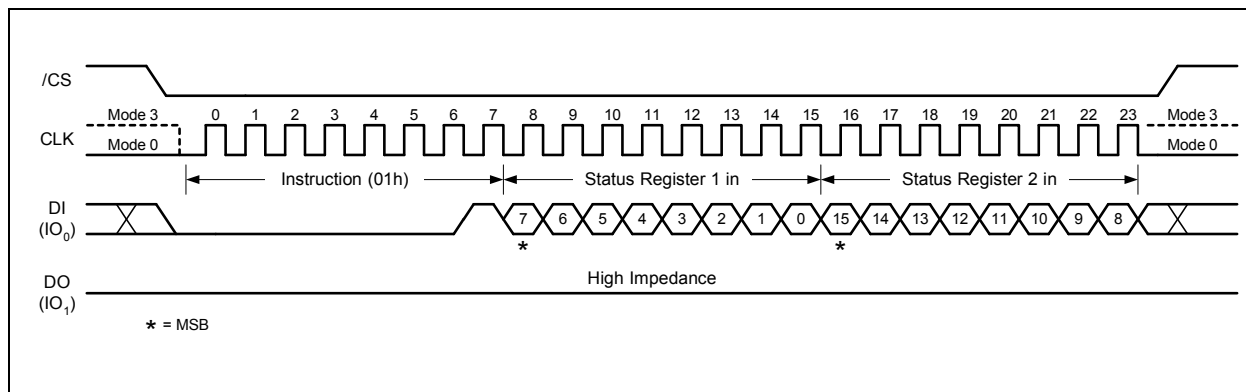 /CS
Mode 3 0 1 2 3 4 5 6 7 8 9 10 11 12 13 14 15 16 17 18 19 20 21 22 23 Mode 3
CLK
Mode 0 Mode 0
Instruction (01h) Status Register 1 in Status Register 2 in
DI
(IO0) 7 6 5 4 3 2 1 0 15 14 13 12 11 10 9 8
* *
High Impedance
DO
(IO1)
* = MSB